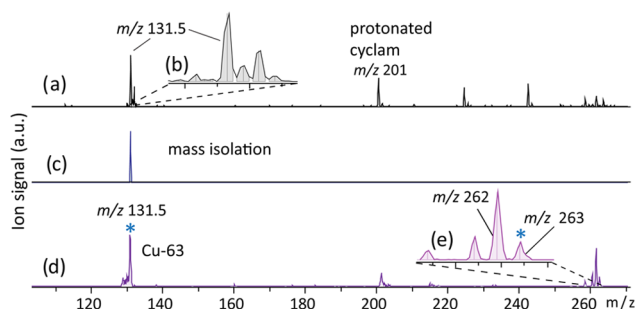 m/z 131.5
(b)
protonated
cyclam
m/z 201
(a)
(c)
mass isolation
Ion signal (a.u.)
m/z 131.5
*
Cu-63
(d)
m/z 262
*
m/z 263
(e)
120 140 160 180 200 220 240 260 m/z